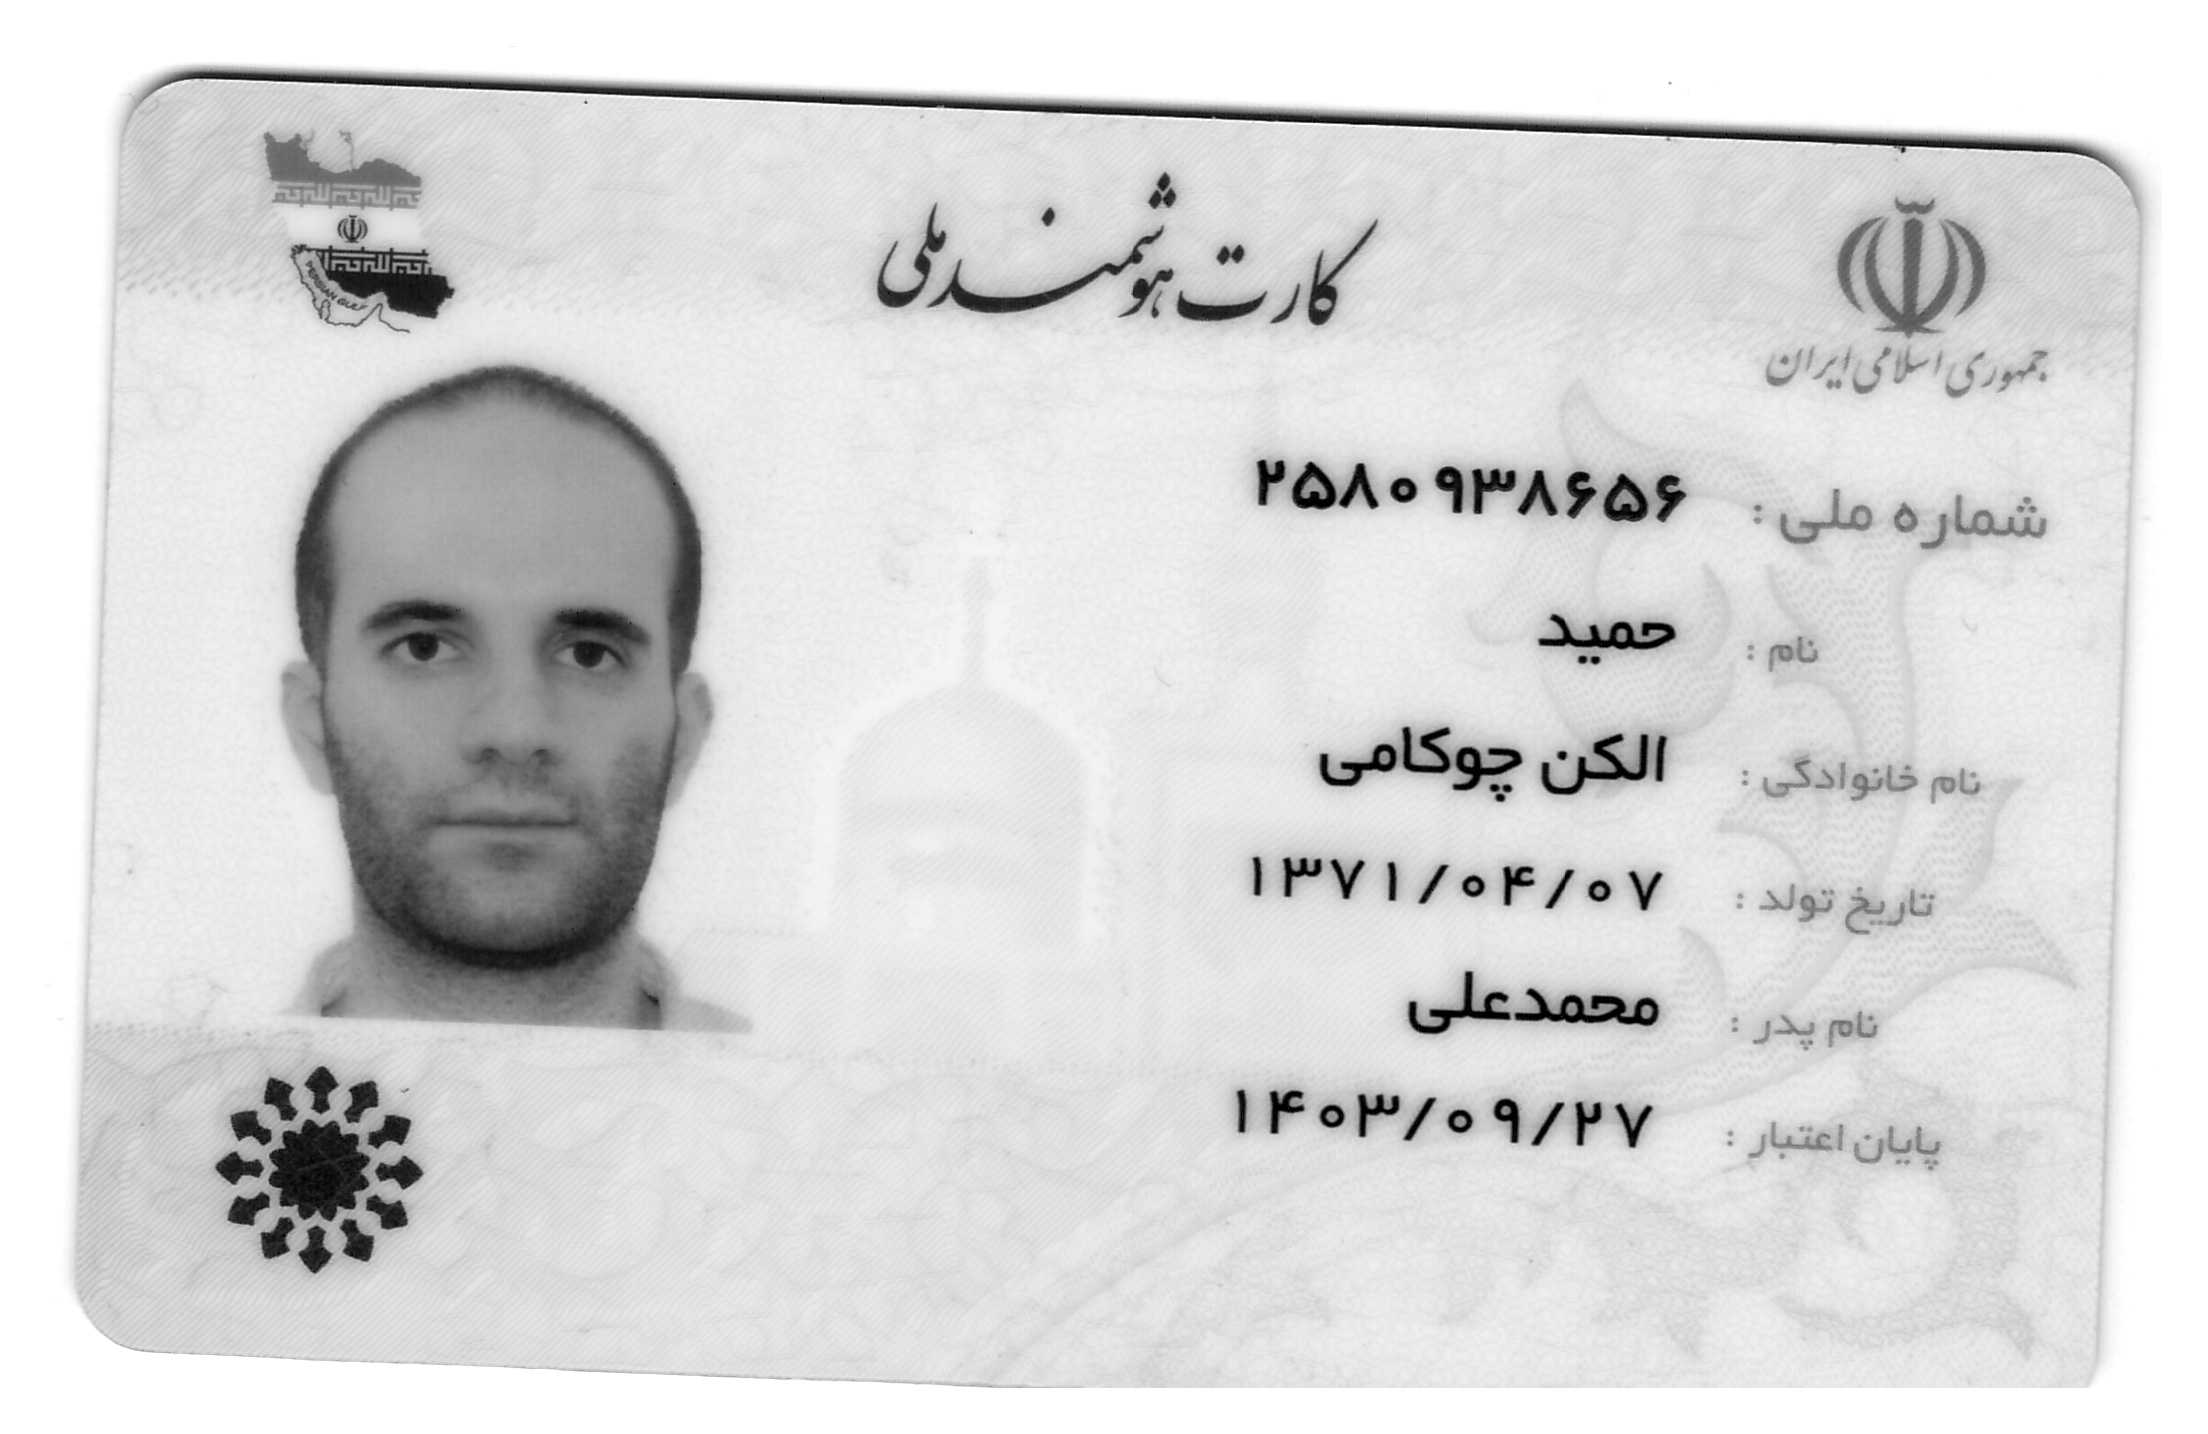 کارت هوشمند ملی
جمهوری اسلامی ایران
شماره ملی : ۲۵۸۰۹۳۸۶۵۶
نام : حمید
نام خانوادگی : الکن چوکامی
تاریخ تولد : ۱۳۷۱/۰۴/۰۷
نام پدر : محمدعلی
پایان اعتبار : ۱۴۰۳/۰۹/۲۷
PERSIAN GULF